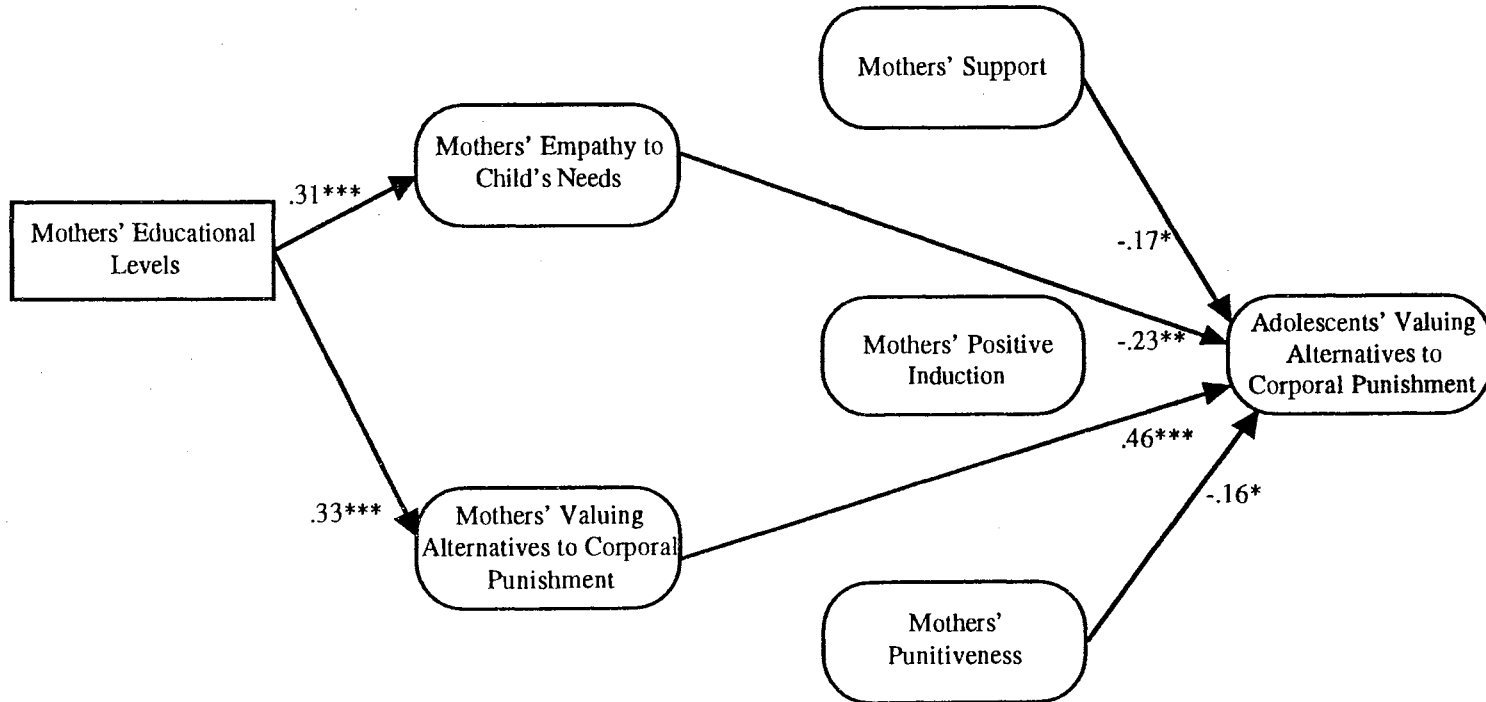 Mothers' Support
Mothers' Empathy to
Child's Needs
.31***
Mothers' Educational
Levels
-.17*
Adolescents' Valuing
Alternatives to
Corporal Punishment
-.23**
Mothers' Positive
Induction
.46***
.33***
Mothers' Valuing
Alternatives to Corporal
Punishment
-.16*
Mothers'
Punitiveness